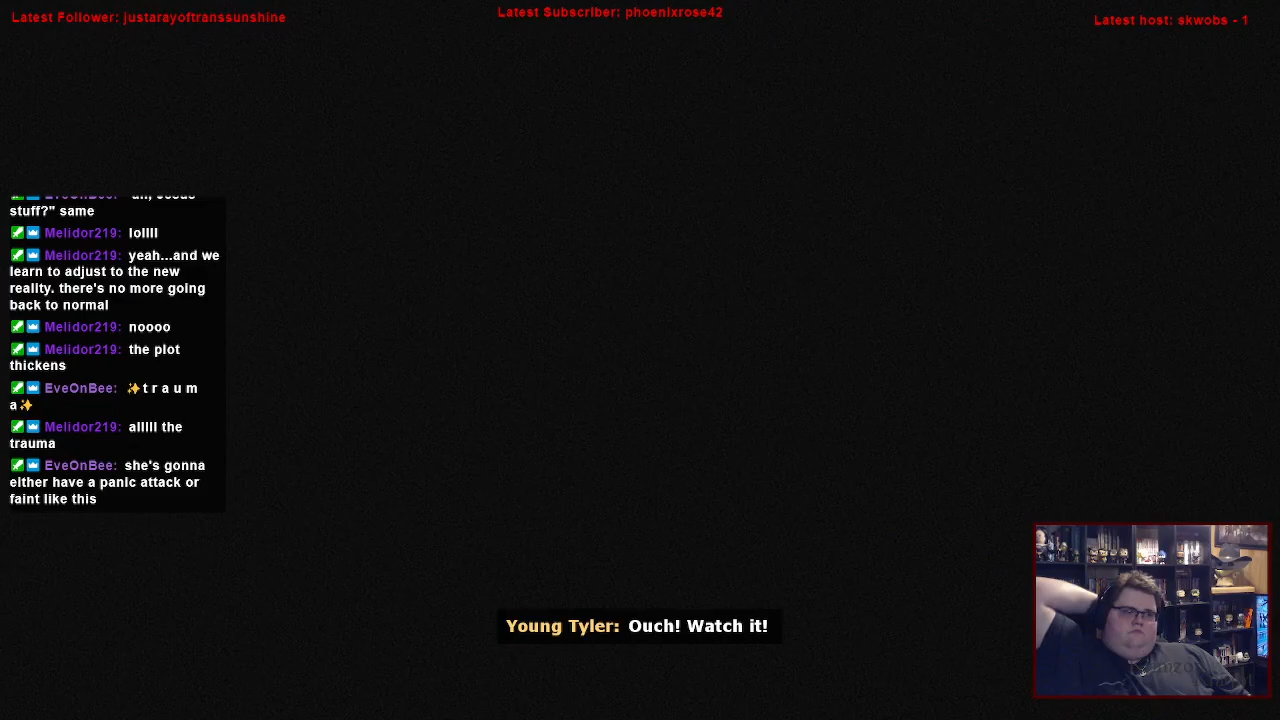 Latest Follower: justarayoftranssunshine
Latest Subscriber: phoenixrose42
Latest host: skwobs - 1
stuff?" same
Melidor219: lollll
Melidor219: yeah...and we
learn to adjust to the new
reality. there's no more going
back to normal
Melidor219: noooo
Melidor219: the plot
thickens
EveOnBee: ✨t r a u m
a✨
Melidor219: alllll the
trauma
EveOnBee: she's gonna
either have a panic attack or
faint like this
Young Tyler: Ouch! Watch it!